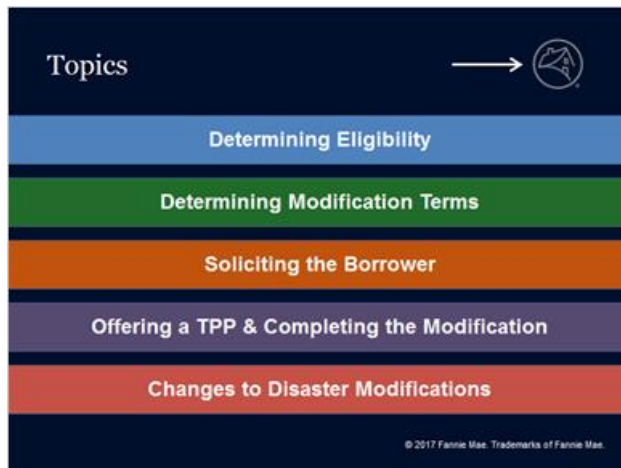 Topics
Determining Eligibility
Determining Modification Terms
Soliciting the Borrower
Offering a TPP & Completing the Modification
Changes to Disaster Modifications
© 2017 Fannie Mae. Trademarks of Fannie Mae.